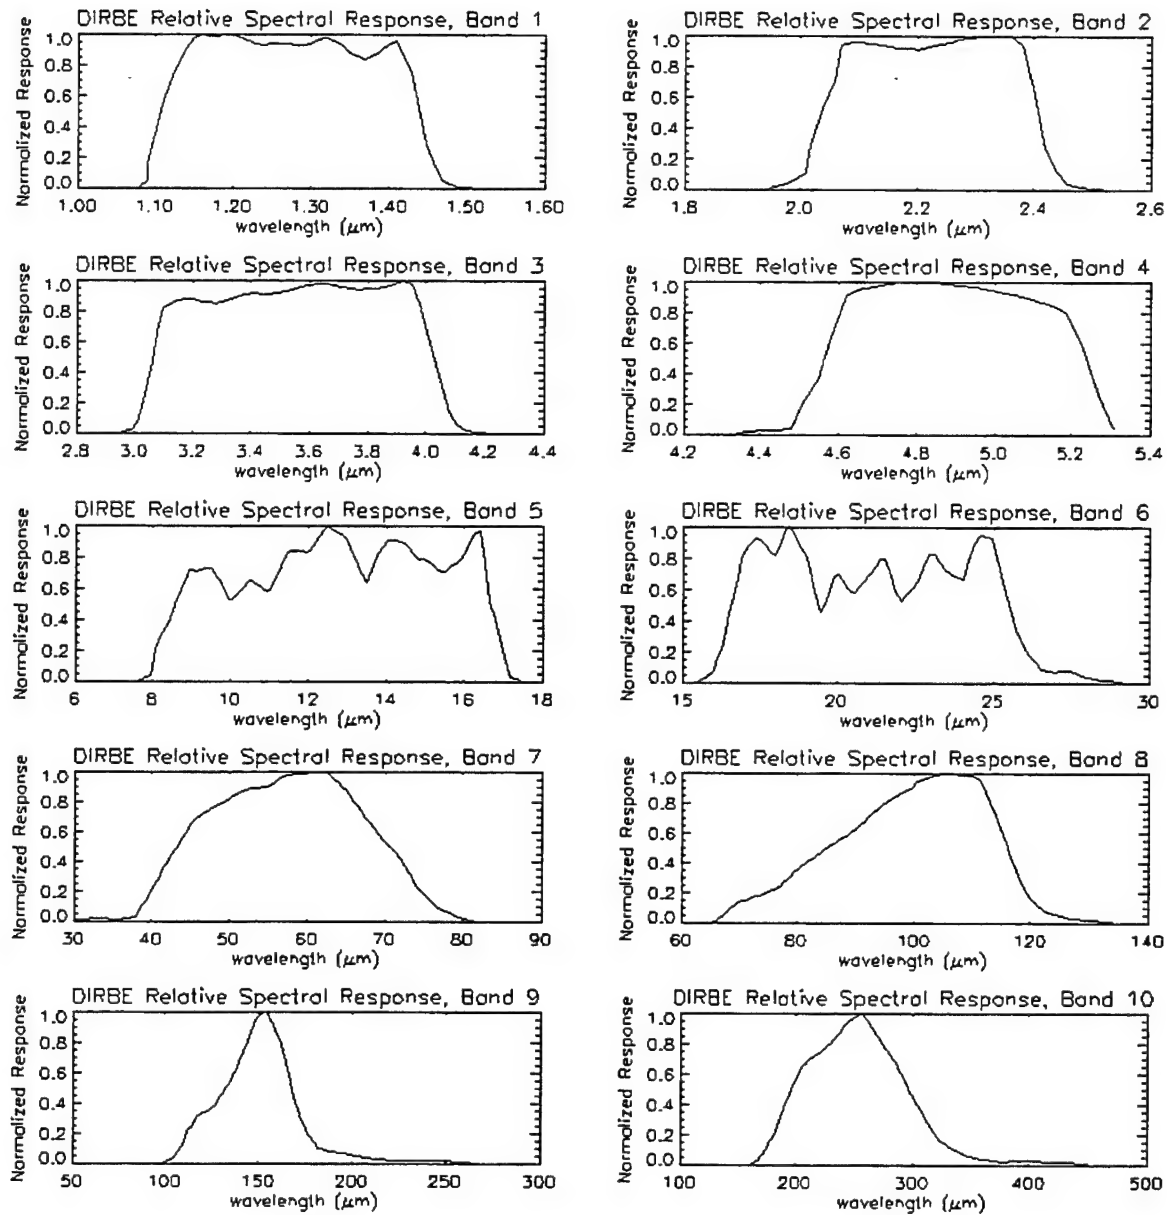 DIRBE Relative Spectral Response, Band 1
Normalized Response
1.0
0.8
0.6
0.4
0.2
0.0
1.00 1.10 1.20 1.30 1.40 1.50 1.60
wavelength (μm)
DIRBE Relative Spectral Response, Band 2
Normalized Response
1.0
0.8
0.6
0.4
0.2
0.0
1.8 2.0 2.2 2.4 2.6
wavelength (μm)
DIRBE Relative Spectral Response, Band 3
Normalized Response
1.0
0.8
0.6
0.4
0.2
0.0
2.8 3.0 3.2 3.4 3.6 3.8 4.0 4.2 4.4
wavelength (μm)
DIRBE Relative Spectral Response, Band 4
Normalized Response
1.0
0.8
0.6
0.4
0.2
0.0
4.2 4.4 4.6 4.8 5.0 5.2 5.4
wavelength (μm)
DIRBE Relative Spectral Response, Band 5
Normalized Response
1.0
0.8
0.6
0.4
0.2
0.0
6 8 10 12 14 16 18
wavelength (μm)
DIRBE Relative Spectral Response, Band 6
Normalized Response
1.0
0.8
0.6
0.4
0.2
0.0
15 20 25 30
wavelength (μm)
DIRBE Relative Spectral Response, Band 7
Normalized Response
1.0
0.8
0.6
0.4
0.2
0.0
30 40 50 60 70 80 90
wavelength (μm)
DIRBE Relative Spectral Response, Band 8
Normalized Response
1.0
0.8
0.6
0.4
0.2
0.0
60 80 100 120 140
wavelength (μm)
DIRBE Relative Spectral Response, Band 9
Normalized Response
1.0
0.8
0.6
0.4
0.2
0.0
50 100 150 200 250 300
wavelength (μm)
DIRBE Relative Spectral Response, Band 10
Normalized Response
1.0
0.8
0.6
0.4
0.2
0.0
100 200 300 400 500
wavelength (μm)